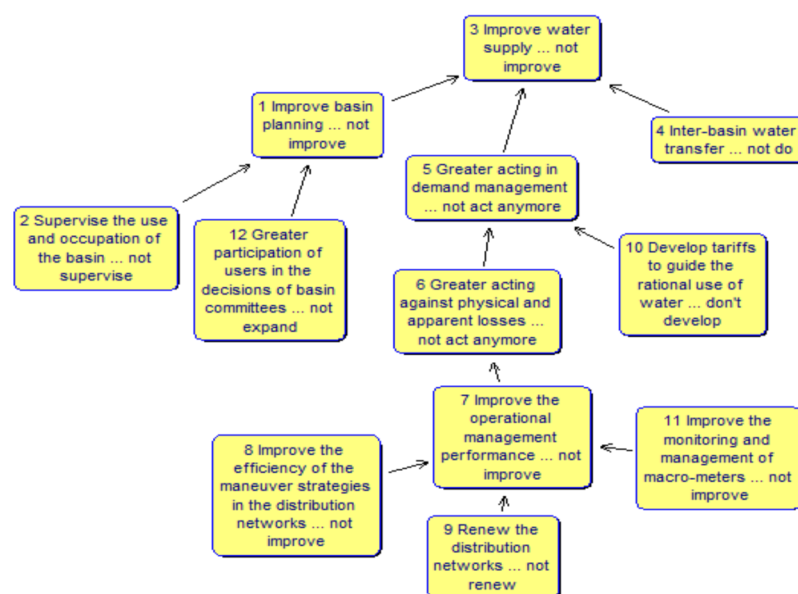 3 Improve water
supply ... not
improve
1 Improve basin
planning ... not
improve
4 Inter-basin water
transfer ... not do
5 Greater acting in
demand management
... not act anymore
2 Supervise the use
and occupation of
the basin ... not
supervise
12 Greater
participation of
users in the
decisions of basin
committees ... not
expand
10 Develop tariffs
to guide the
rational use of
water ... don't
develop
6 Greater acting
against physical and
apparent losses ...
not act anymore
7 Improve the
operational
management
performance ... not
improve
8 Improve the
efficiency of the
maneuver strategies
in the distribution
networks ... not
improve
11 Improve the
monitoring and
management of
macro-meters ... not
improve
9 Renew the
distribution
networks ... not
renew